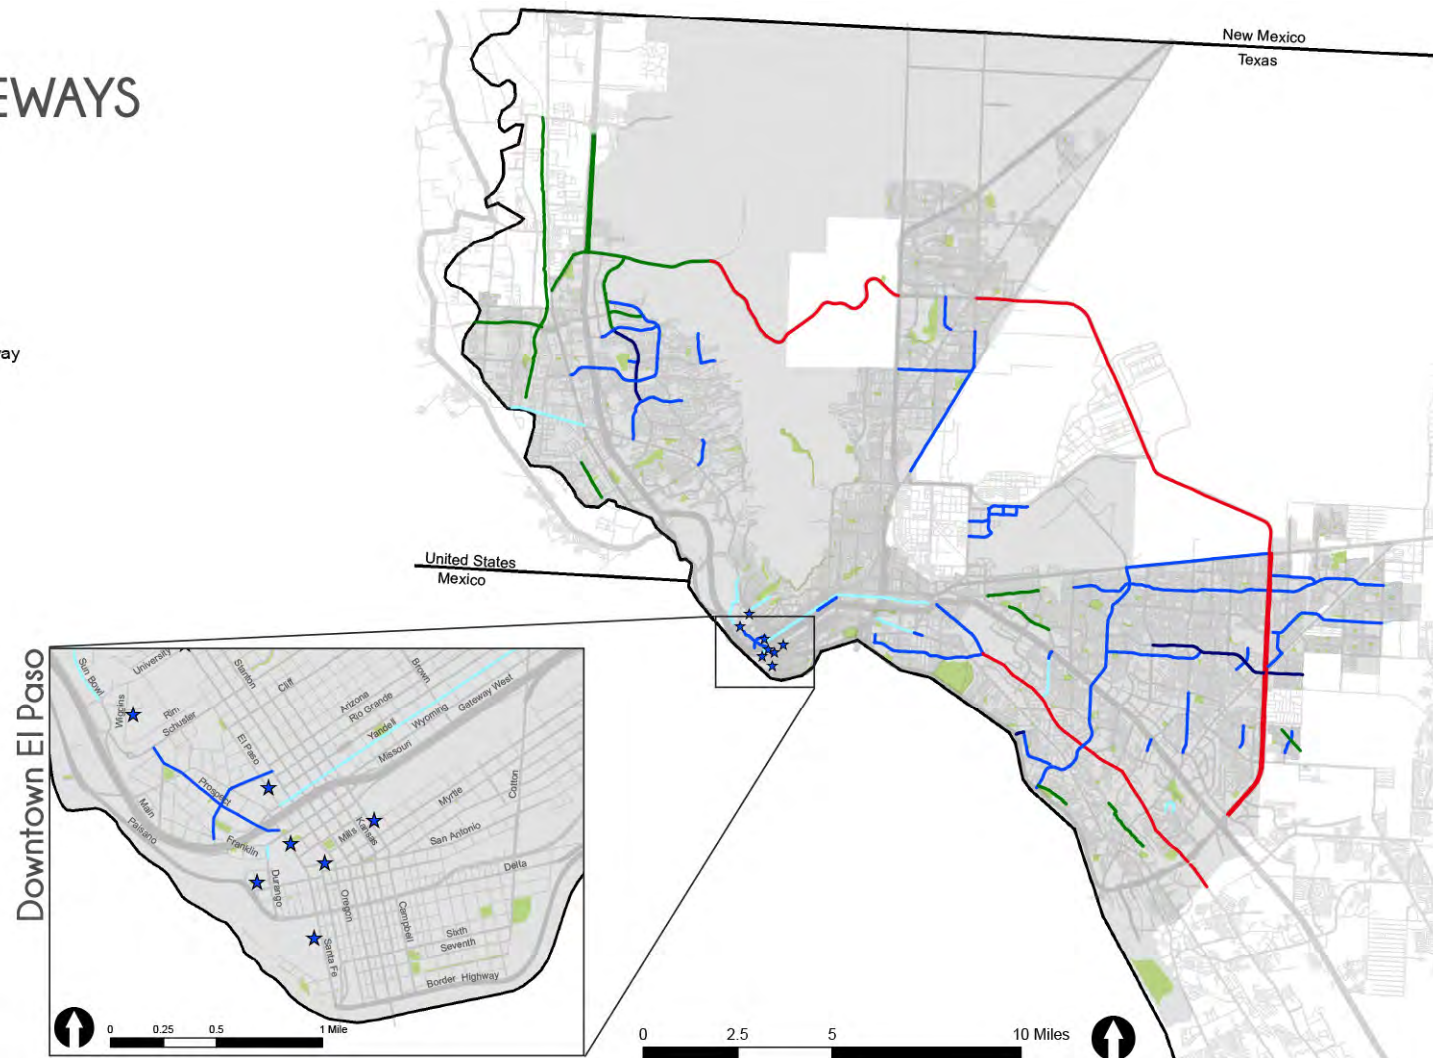 EWAYS
ay
New Mexico
Texas
United States
Mexico
Downtown El Paso
Sun Bowl
University
Wiggins
Rim
Schuster
Stanton
Cliff
Brown
Arizona
Rio Grande
Yandell
Wyoming
Gateway West
Missouri
El Paso
Prospect
Main
Paisano
Franklin
Mills
Kansas
Myrtle
San Antonio
Cotton
Delta
Durango
Oregon
Campbell
Santa Fe
Sixth
Seventh
Border Highway
0 0.25 0.5 1 Mile
0 2.5 5 10 Miles